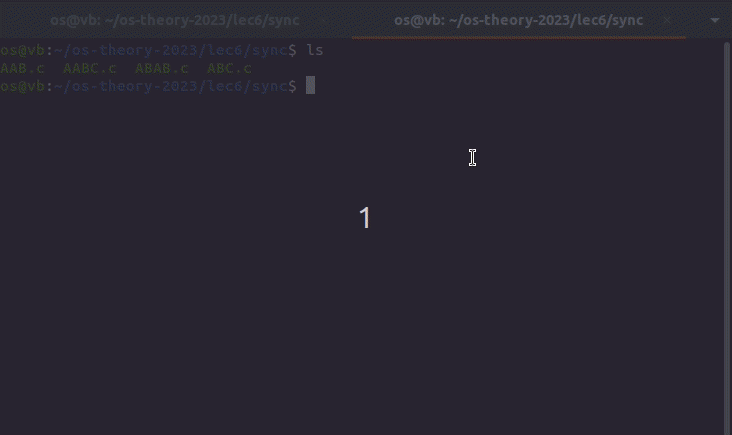 os@vb: ~/os-theory-2023/lec6/sync × os@vb: ~/os-theory-2023/lec6/sync ×
os@vb:~/os-theory-2023/lec6/sync$ ls
AAB.c AABC.c ABAB.c ABC.c
os@vb:~/os-theory-2023/lec6/sync$
1